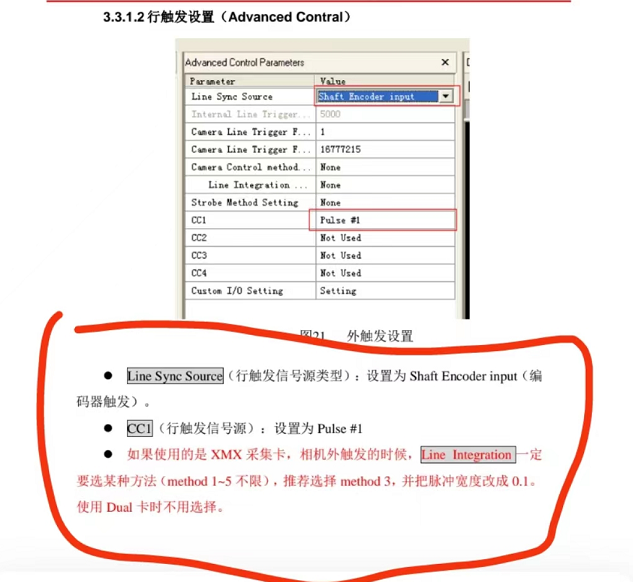 3.3.1.2 行触发设置（Advanced Contral）
Advanced Control Parameters ×
Parameter Value
Line Sync Source Shaft Encoder input
Internal Line Trigger... 5000
Camera Line Trigger F... 1
Camera Line Trigger F... 16777215
Camera Control method... None
Line Integration ... None
Strobe Method Setting None
CC1 Pulse #1
CC2 Not Used
CC3 Not Used
CC4 Not Used
Custom I/O Setting Setting
图21 外触发设置
● Line Sync Source（行触发信号源类型）：设置为 Shaft Encoder input（编
码器触发）。
● CC1（行触发信号源）：设置为 Pulse #1
● 如果使用的是 XMX 采集卡，相机外触发的时候，Line Integration 一定
要选某种方法（method 1~5 不限），推荐选择 method 3，并把脉冲宽度改成 0.1。
使用 Dual 卡时不用选择。